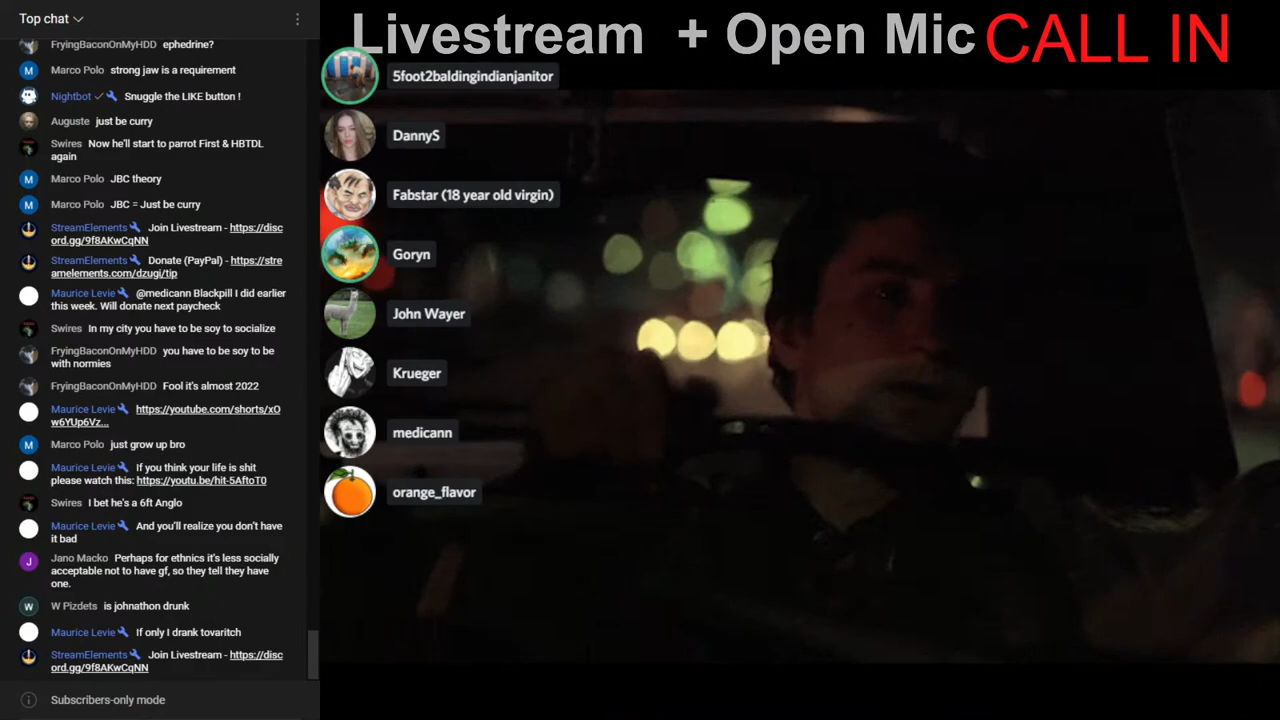 Top chat
FryingBaconOnMyHDD ephedrine?
Marco Polo strong jaw is a requirement
Nightbot Snuggle the LIKE button !
Auguste just be curry
Swires Now he'll start to parrot First & HBTDL
again
Marco Polo JBC theory
Marco Polo JBC = Just be curry
StreamElements Join Livestream - https://disc
ord.gg/9f8AKwCqNN
StreamElements Donate (PayPal) - https://stre
amelements.com/dzugi/tip
Maurice Levie @medicann Blackpill I did earlier
this week. Will donate next paycheck
Swires In my city you have to be soy to socialize
FryingBaconOnMyHDD you have to be soy to be
with normies
FryingBaconOnMyHDD Fool it's almost 2022
Maurice Levie https://youtube.com/shorts/xO
w6YUp6Vz...
Marco Polo just grow up bro
Maurice Levie If you think your life is shit
please watch this: https://youtu.be/hit-5AftoT0
Swires I bet he's a 6ft Anglo
Maurice Levie And you'll realize you don't have
it bad
Jano Macko Perhaps for ethnics it's less socially
acceptable not to have gf, so they tell they have
one.
W Pizdets is johnathon drunk
Maurice Levie If only I drank tovaritch
StreamElements Join Livestream - https://disc
ord.gg/9f8AKwCqNN
Subscribers-only mode
Livestream + Open Mic CALL IN
5foot2baldingindianjanitor
DannyS
Fabstar (18 year old virgin)
Goryn
John Wayer
Krueger
medicann
orange_flavor